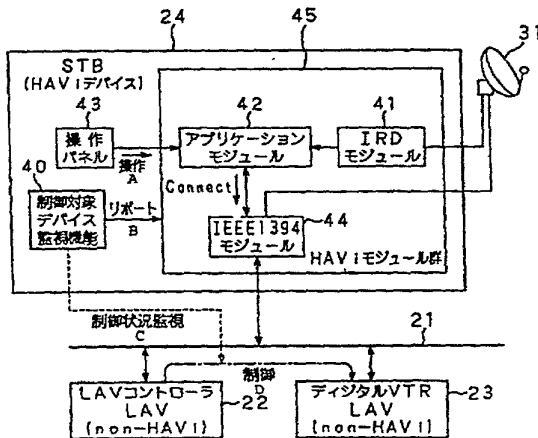 24
45
31
STB
(HAViデバイス)
43
42
41
操作
パネル
アプリケーション
モジュール
IRD
モジュール
操作
A
40
Connect
制御対象
デバイス
監視機能
リポート
B
44
IEEE1394
モジュール
HAViモジュール群
制御状況監視
C
21
制御
D
LAVコントローラ
LAV
(non-HAVi)
22
ディジタルVTR
LAV
(non-HAVi)
23